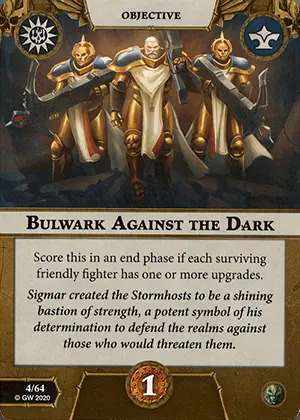 OBJECTIVE
BULWARK AGAINST THE DARK
Score this in an end phase if each surviving
friendly fighter has one or more upgrades.
Sigmar created the Stormhosts to be a shining
bastion of strength, a potent symbol of his
determination to defend the realms against
those who would threaten them.
4/64
© GW 2020
1